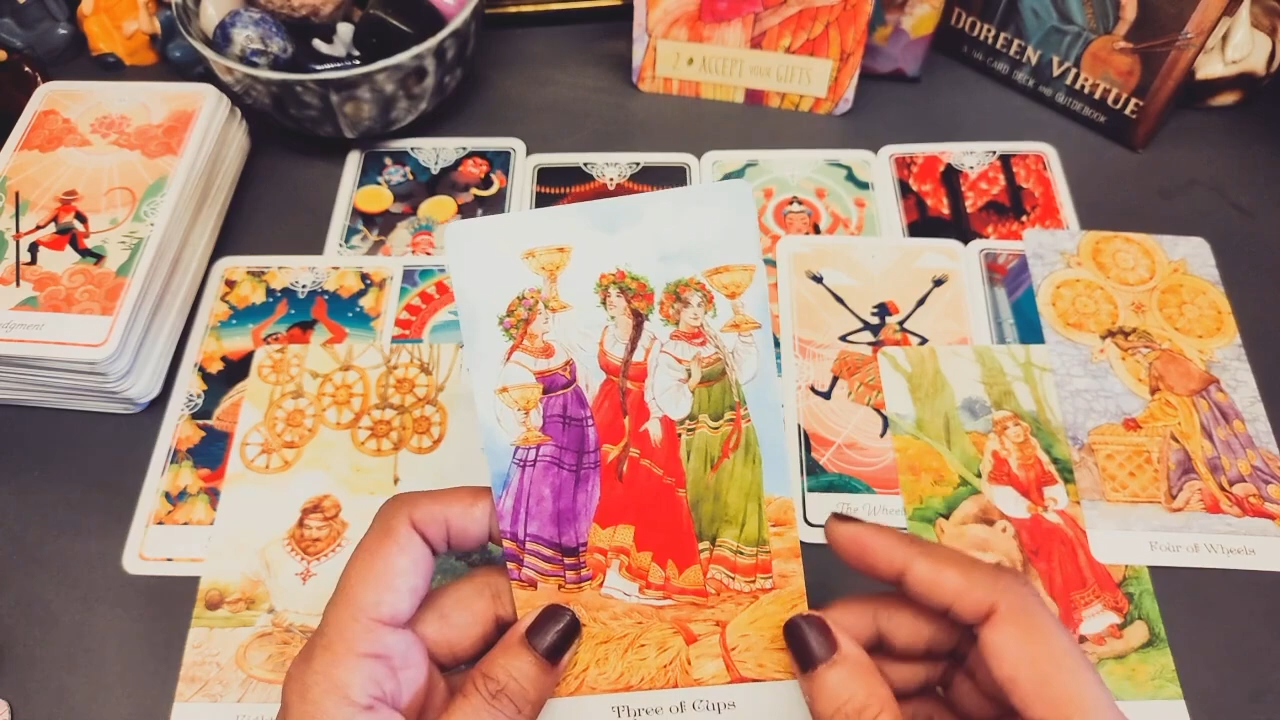 2 ACCEPT YOUR GIFTS
DOREEN VIRTUE
A 44-CARD DECK AND GUIDEBOOK
dgment
The Wheel
Four of Wheels
Three of Cups